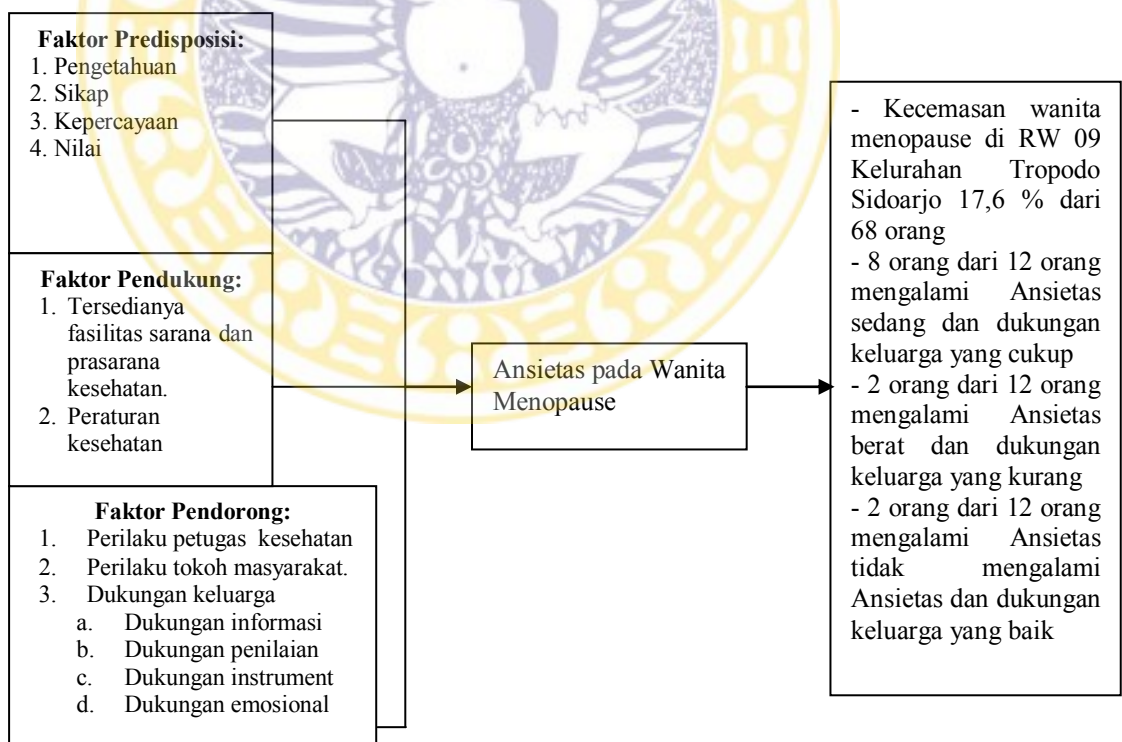 Faktor Predisposisi:
1. Pengetahuan
2. Sikap
3. Kepercayaan
4. Nilai
Faktor Pendukung:
1. Tersedianya
fasilitas sarana dan
prasarana
kesehatan.
2. Peraturan
kesehatan
Faktor Pendorong:
1. Perilaku petugas kesehatan
2. Perilaku tokoh masyarakat.
3. Dukungan keluarga
a. Dukungan informasi
b. Dukungan penilaian
c. Dukungan instrument
d. Dukungan emosional
Ansietas pada Wanita
Menopause
- Kecemasan wanita
menopause di RW 09
Kelurahan Tropodo
Sidoarjo 17,6 % dari
68 orang
- 8 orang dari 12 orang
mengalami Ansietas
sedang dan dukungan
keluarga yang cukup
- 2 orang dari 12 orang
mengalami Ansietas
berat dan dukungan
keluarga yang kurang
- 2 orang dari 12 orang
mengalami Ansietas
tidak mengalami
Ansietas dan dukungan
keluarga yang baik